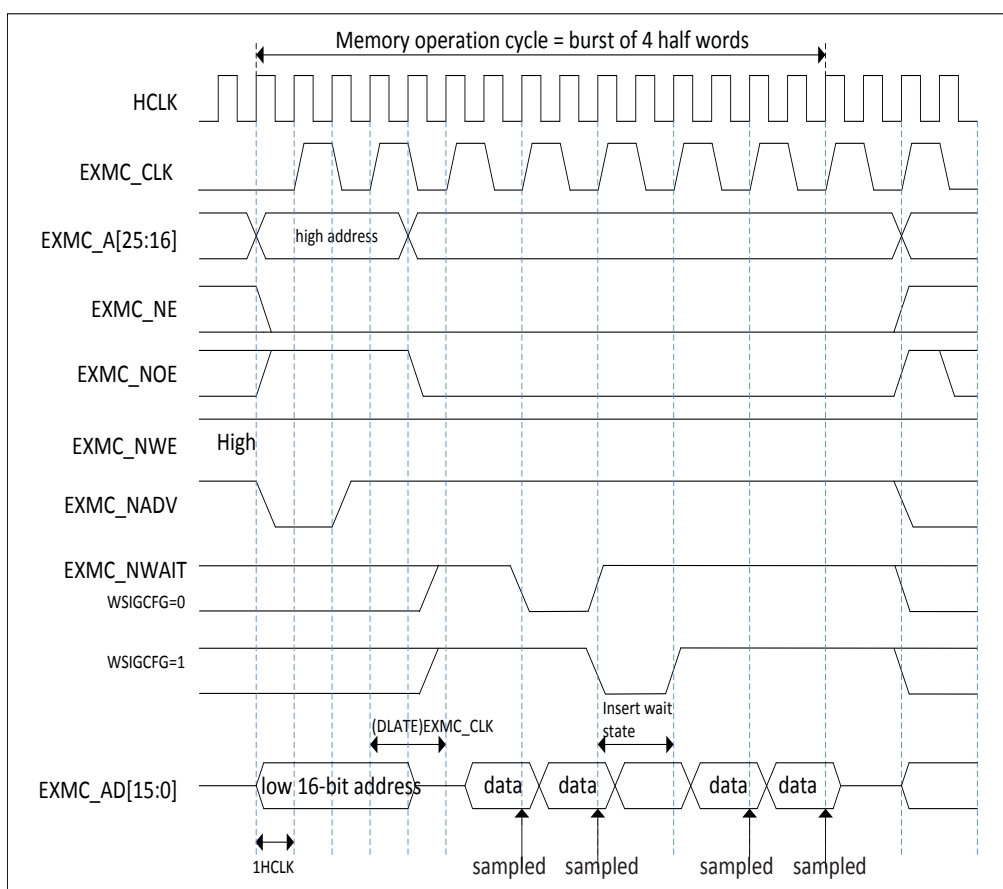 Memory operation cycle = burst of 4 half words
HCLK
EXMC_CLK
EXMC_A[25:16]
high address
EXMC_NE
EXMC_NOE
EXMC_NWE
High
EXMC_NADV
EXMC_NWAIT
WSIGCFG=0
WSIGCFG=1
Insert wait
state
(DLATE)EXMC_CLK
EXMC_AD[15:0]
low 16-bit address
data
data
data
data
1HCLK
sampled
sampled
sampled
sampled